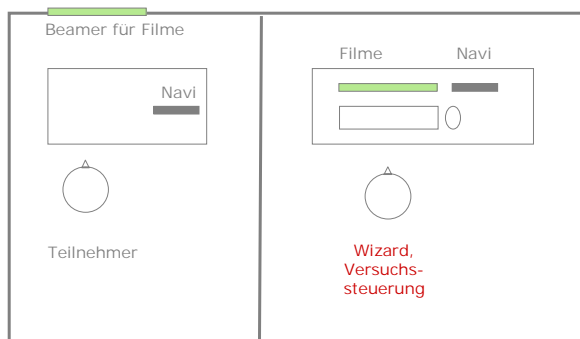 Beamer für Filme
Navi
Teilnehmer
Filme
Navi
Wizard,
Versuchs-
steuerung